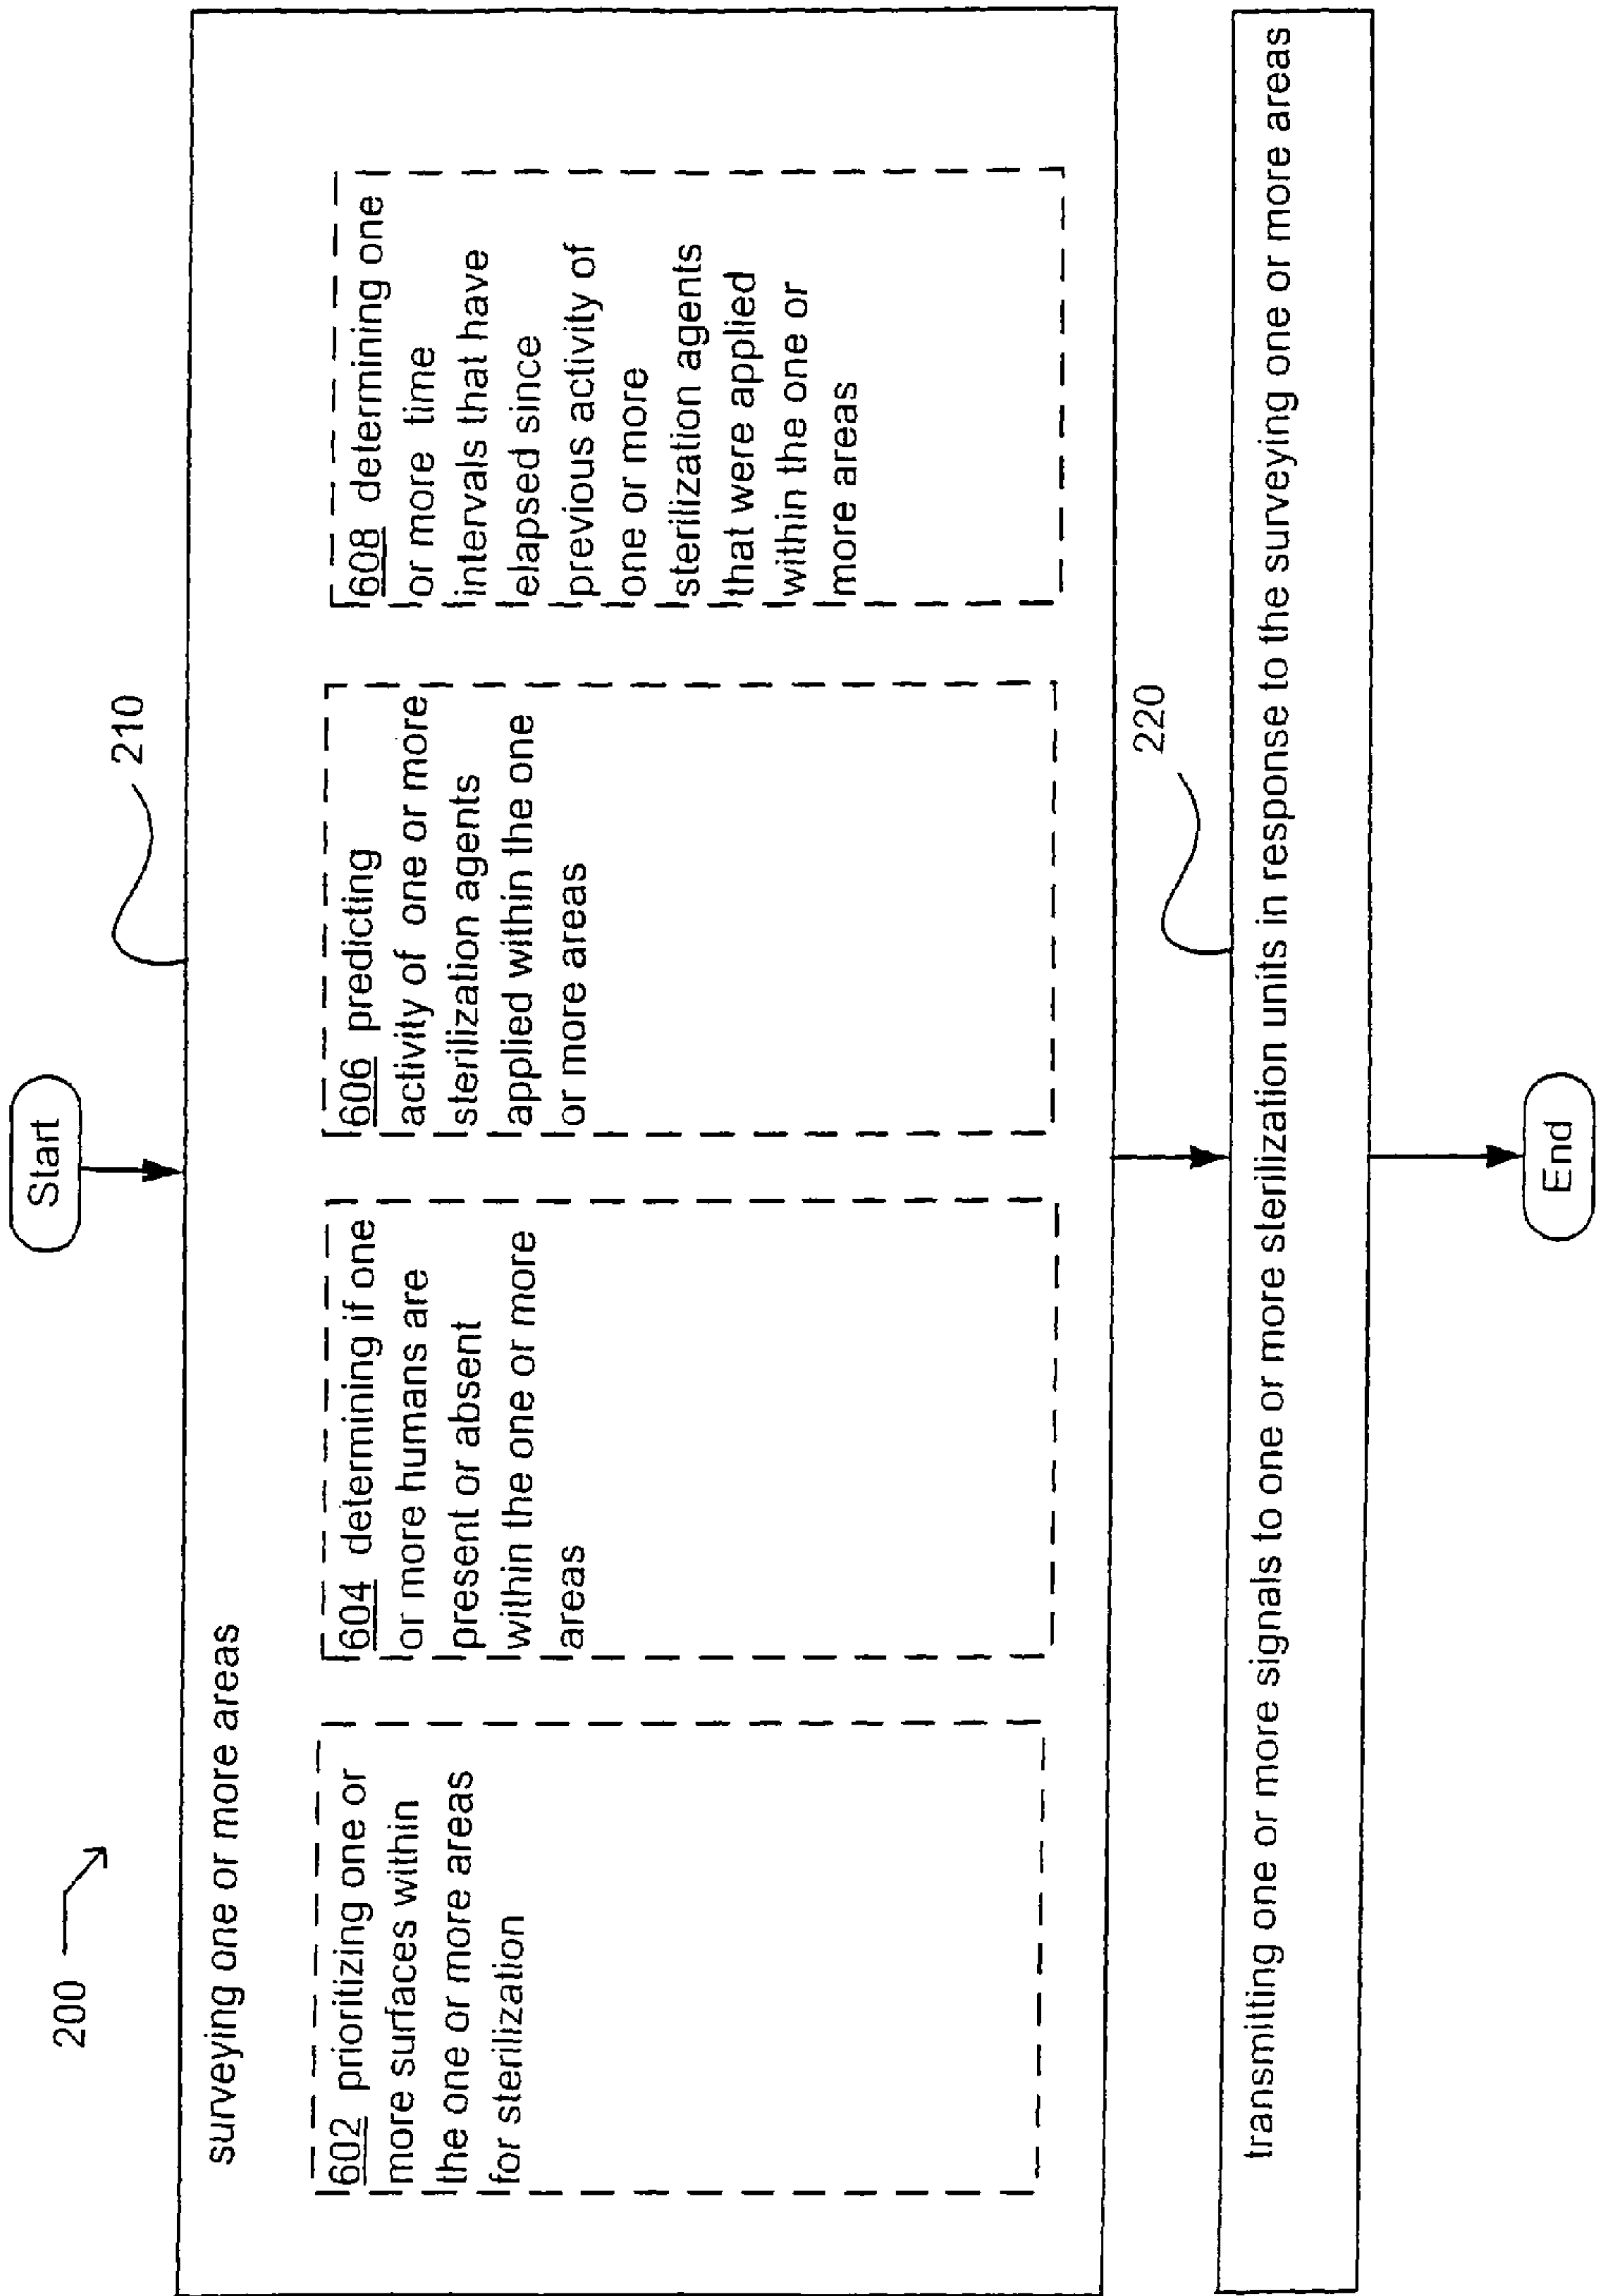 Start
200
210
surveying one or more areas
602 prioritizing one or
more surfaces within
the one or more areas
for sterilization
604 determining if one
or more humans are
present or absent
within the one or more
areas
606 predicting
activity of one or more
sterilization agents
applied within the one
or more areas
608 determining one
or more time
intervals that have
elapsed since
previous activity of
one or more
sterilization agents
that were applied
within the one or
more areas
220
transmitting one or more signals to one or more sterilization units in response to the surveying one or more areas
End